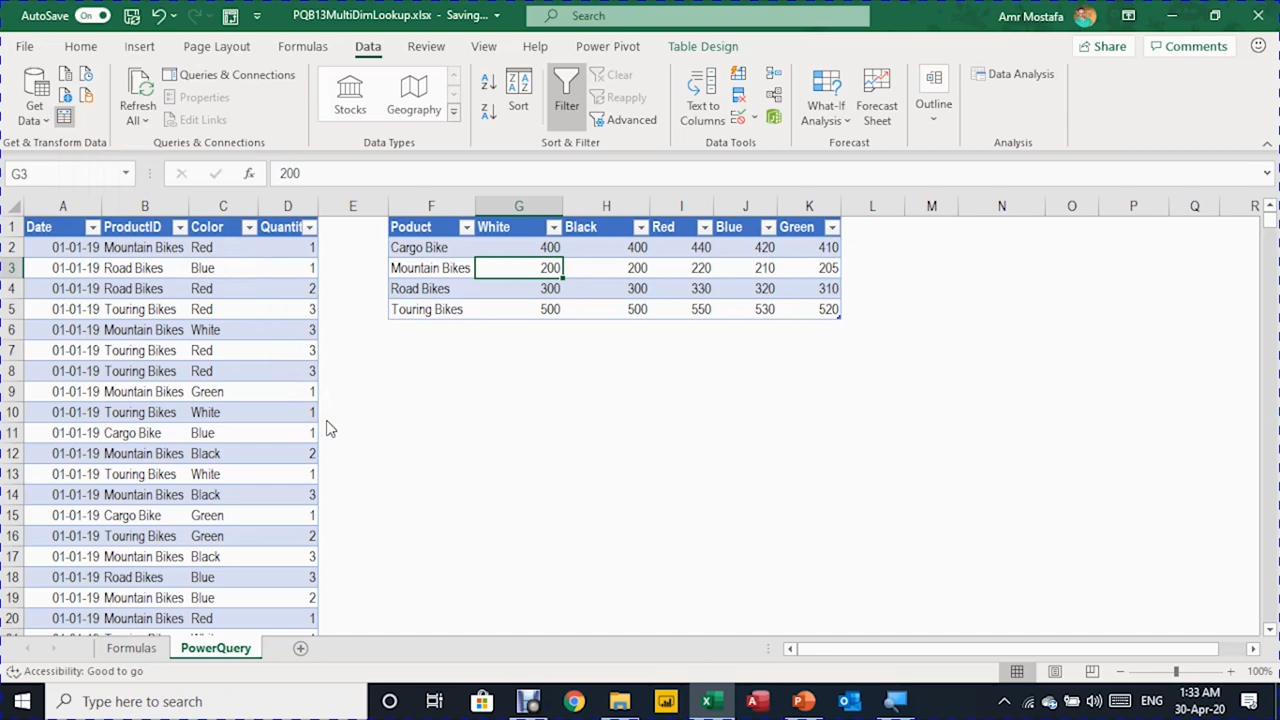 AutoSave On PQB13MultiDimLookup.xlsx - Saving... Search Amr Mostafa
File Home Insert Page Layout Formulas Data Review View Help Power Pivot Table Design Share Comments
Get Data Refresh All Queries & Connections Properties Edit Links Stocks Geography Sort Filter Clear Reapply Advanced Text to Columns What-If Analysis Forecast Sheet Outline Data Analysis
Get & Transform Data Queries & Connections Data Types Sort & Filter Data Tools Forecast Analysis
G3 fx 200
A B C D E F G H I J K L M N O P Q R
1 Date ProductID Color Quantit Poduct White Black Red Blue Green
2 01-01-19 Mountain Bikes Red 1 Cargo Bike 400 400 440 420 410
3 01-01-19 Road Bikes Blue 1 Mountain Bikes 200 200 220 210 205
4 01-01-19 Road Bikes Red 2 Road Bikes 300 300 330 320 310
5 01-01-19 Touring Bikes Red 3 Touring Bikes 500 500 550 530 520
6 01-01-19 Mountain Bikes White 3
7 01-01-19 Touring Bikes Red 3
8 01-01-19 Touring Bikes Red 3
9 01-01-19 Mountain Bikes Green 1
10 01-01-19 Touring Bikes White 1
11 01-01-19 Cargo Bike Blue 1
12 01-01-19 Mountain Bikes Black 2
13 01-01-19 Touring Bikes White 1
14 01-01-19 Mountain Bikes Black 3
15 01-01-19 Cargo Bike Green 1
16 01-01-19 Touring Bikes Green 2
17 01-01-19 Mountain Bikes Black 3
18 01-01-19 Road Bikes Blue 3
19 01-01-19 Mountain Bikes Blue 2
20 01-01-19 Mountain Bikes Red 1
Formulas PowerQuery
Accessibility: Good to go 100%
Type here to search ENG 1:33 AM
30-Apr-20